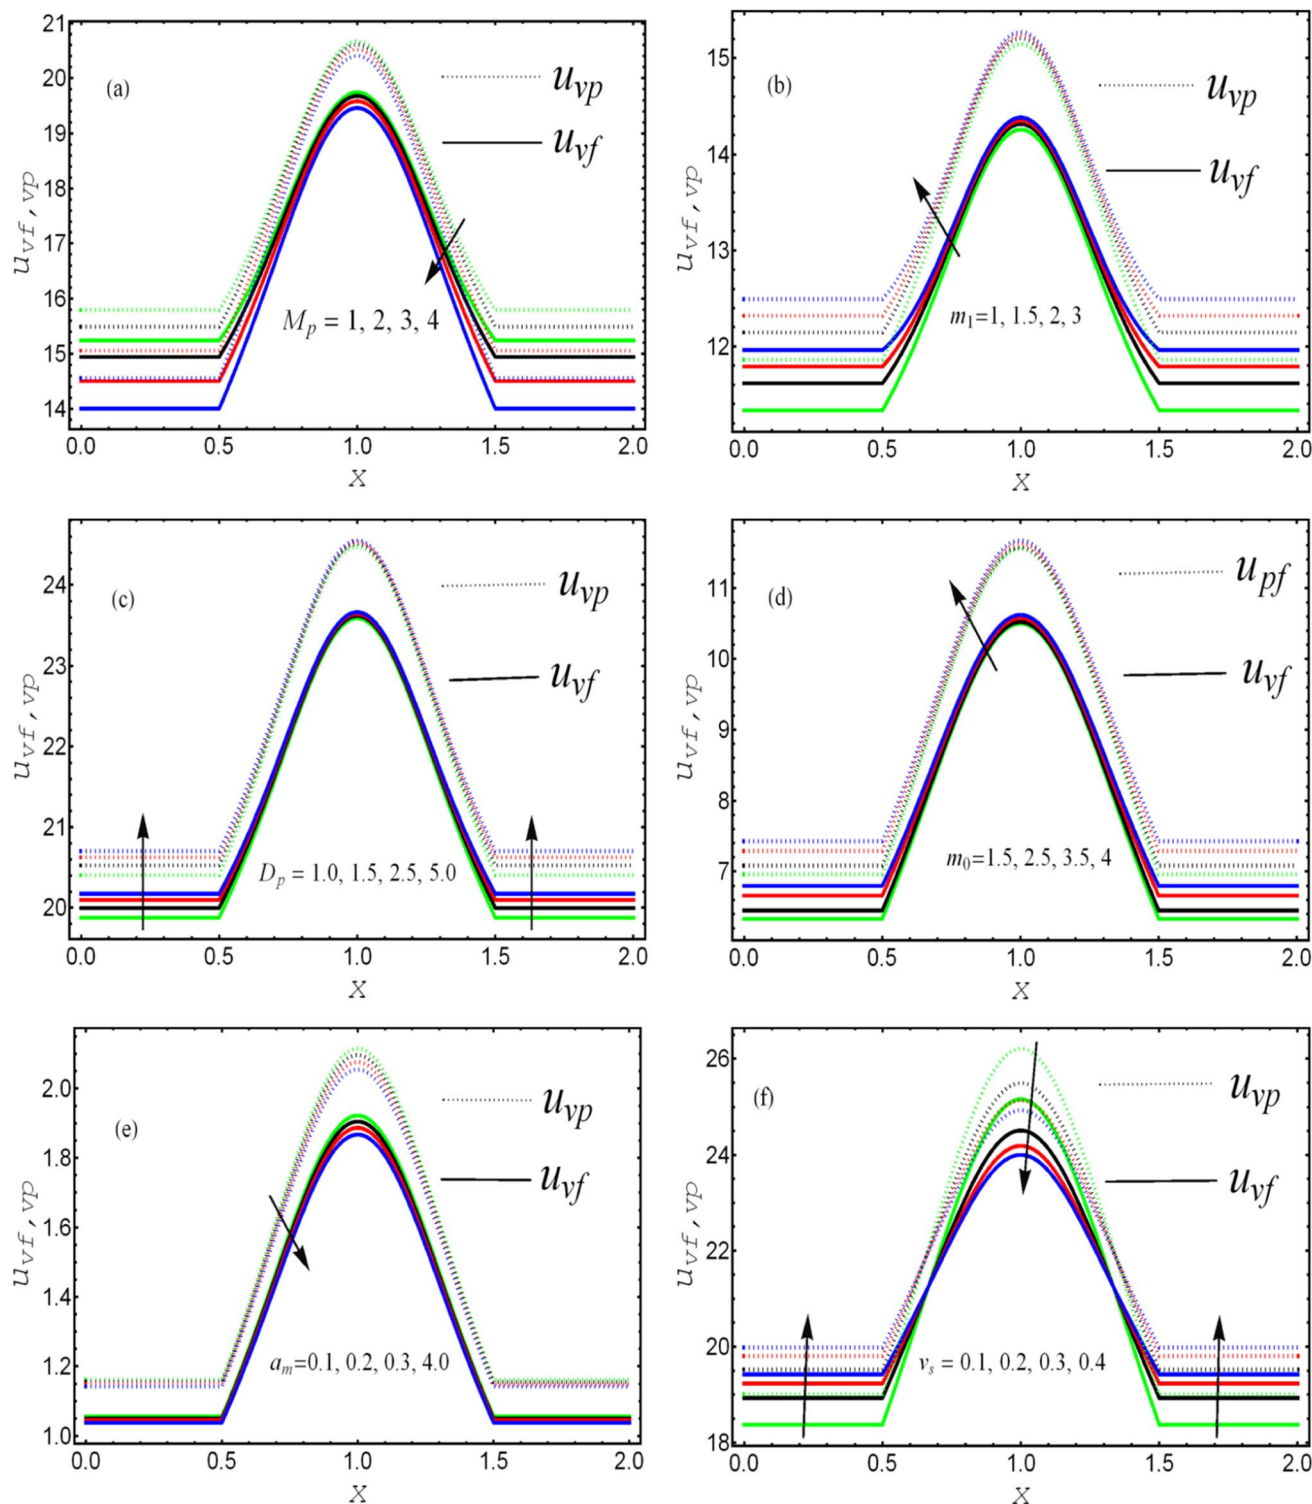 (a)
u_vp
u_vf
M_p = 1, 2, 3, 4
u_vf,vp
21
20
19
18
17
16
15
14
0.0 0.5 1.0 1.5 2.0
X
(b)
u_vp
u_vf
m_1=1, 1.5, 2, 3
u_vf,vp
15
14
13
12
0.0 0.5 1.0 1.5 2.0
X
(c)
u_vp
u_vf
D_p = 1.0, 1.5, 2.5, 5.0
u_vf,vp
24
23
22
21
20
0.0 0.5 1.0 1.5 2.0
X
(d)
u_pf
u_vf
m_0=1.5, 2.5, 3.5, 4
u_vf,vp
11
10
9
8
7
0.0 0.5 1.0 1.5 2.0
X
(e)
u_vp
u_vf
a_m=0.1, 0.2, 0.3, 4.0
u_vf,vp
2.0
1.8
1.6
1.4
1.2
1.0
0.0 0.5 1.0 1.5 2.0
X
(f)
u_vp
u_vf
v_s = 0.1, 0.2, 0.3, 0.4
u_vf,vp
26
24
22
20
18
0.0 0.5 1.0 1.5 2.0
X